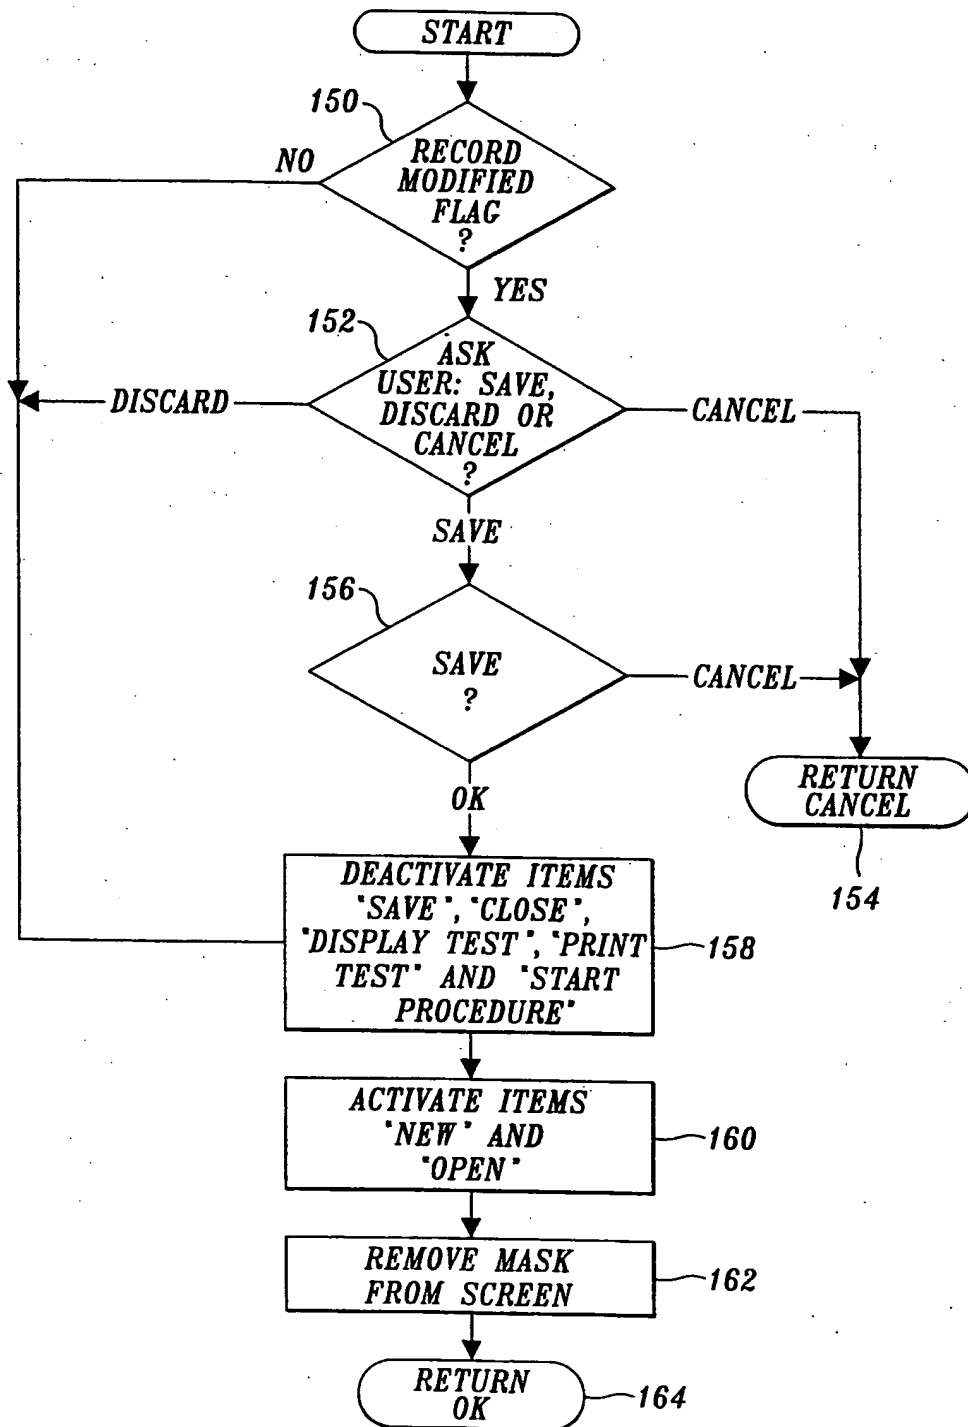 START
150
RECORD
MODIFIED
FLAG
?
NO
YES
152
ASK
USER: SAVE,
DISCARD OR
CANCEL
?
DISCARD
CANCEL
SAVE
156
SAVE
?
CANCEL
RETURN
CANCEL
154
OK
DEACTIVATE ITEMS
"SAVE", "CLOSE",
"DISPLAY TEST", "PRINT
TEST" AND "START
PROCEDURE"
158
ACTIVATE ITEMS
"NEW" AND
"OPEN"
160
REMOVE MASK
FROM SCREEN
162
RETURN
OK
164